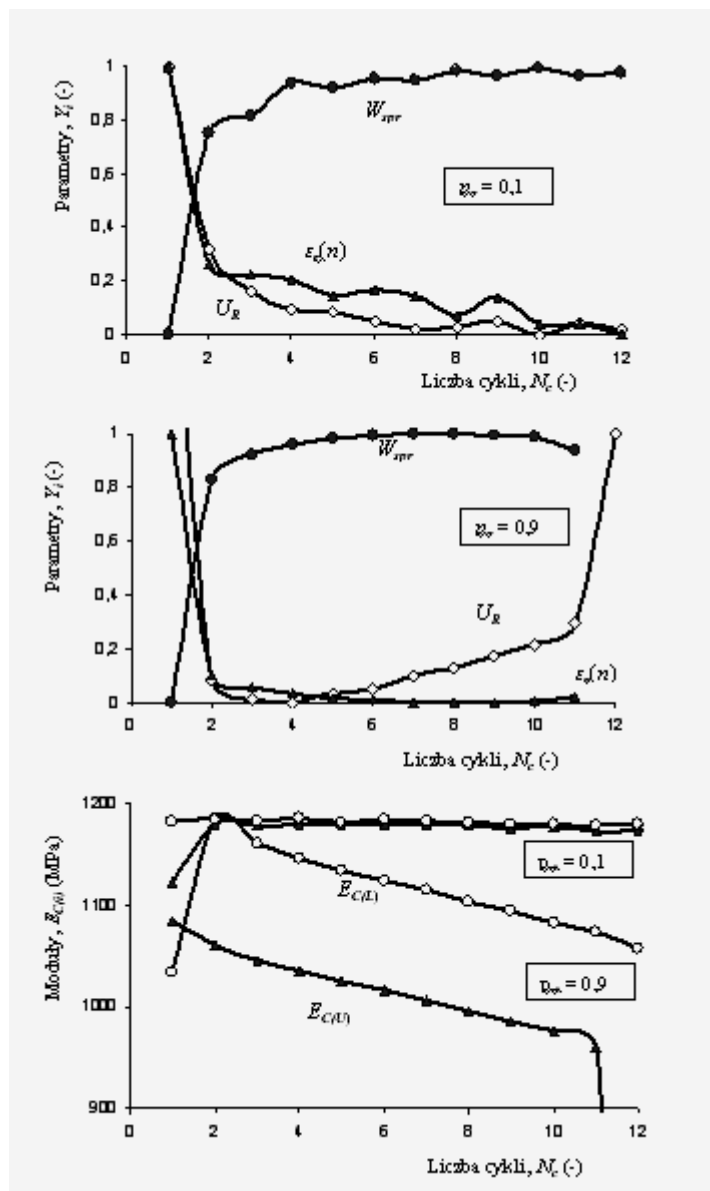 1
0,8
0,6
0,4
0,2
0
Parametry, Yi (-)
Wspr
εe(n)
UR
0 2 4 6 8 10 12
Liczba cykli, Nc (-)
1
0,8
0,6
0,4
0,2
0
Parametry, Yi (-)
Wspr
= 0,1
= 0,9
UR
εe(n)
0 2 4 6 8 10 12
Liczba cykli, Nc (-)
1200
1100
1000
900
Moduły, EC(i) (MPa)
= 0,1
EC(L)
= 0,9
EC(U)
0 2 4 6 8 10 12
Liczba cykli, Nc (-)